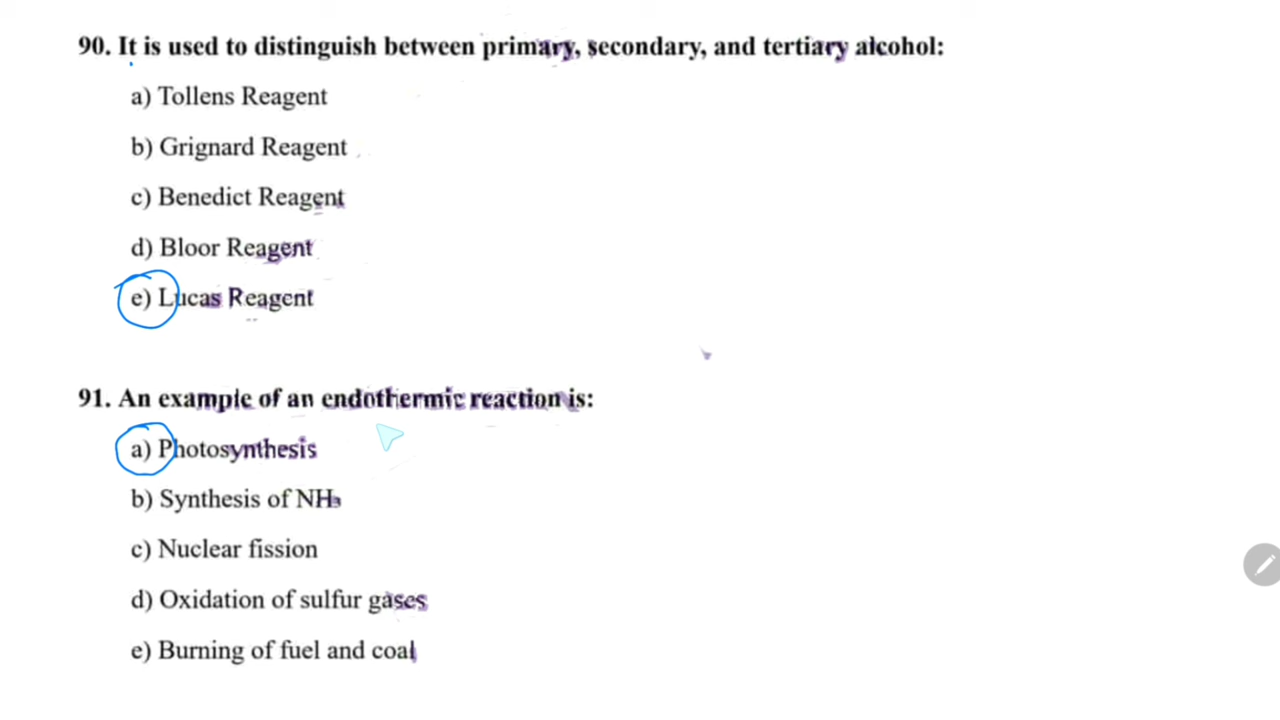 90. It is used to distinguish between primary, secondary, and tertiary alcohol:
a) Tollens Reagent
b) Grignard Reagent
c) Benedict Reagent
d) Bloor Reagent
e) Lucas Reagent
91. An example of an endothermic reaction is:
a) Photosynthesis
b) Synthesis of NH₃
c) Nuclear fission
d) Oxidation of sulfur gases
e) Burning of fuel and coal